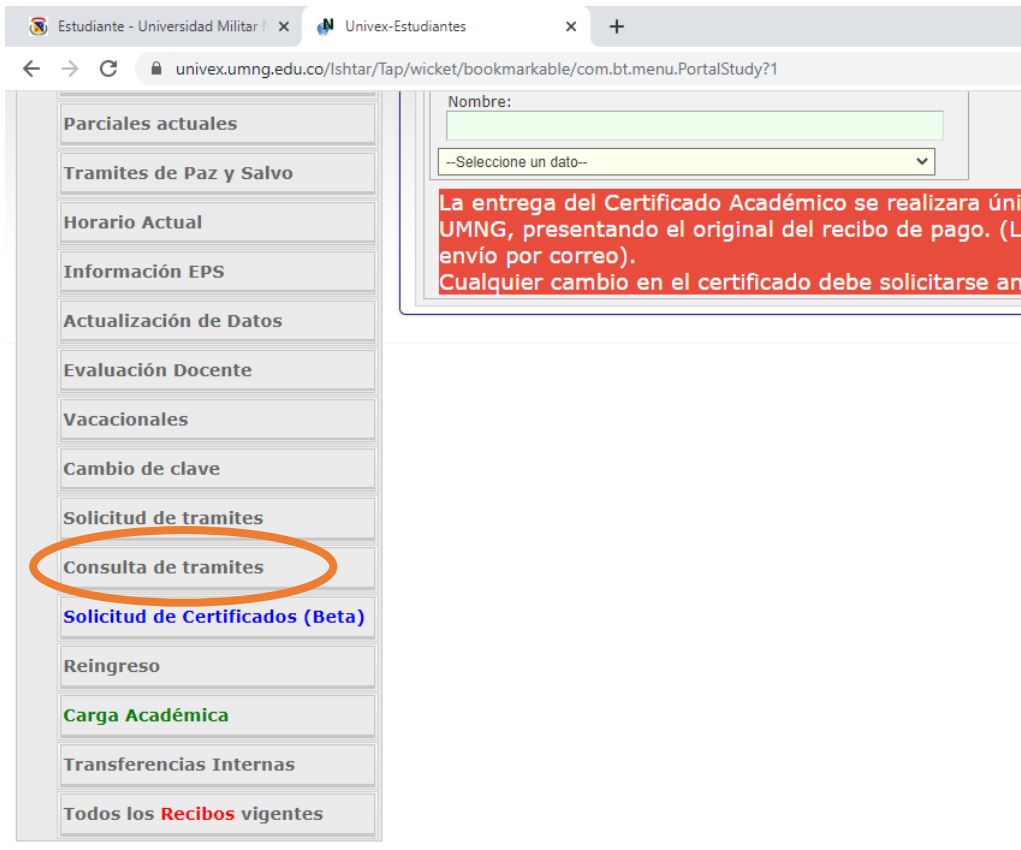 Estudiante - Universidad Militar
Univex-Estudiantes
univex.umng.edu.co/Ishtar/Tap/wicket/bookmarkable/com.bt.menu.PortalStudy?1
Parciales actuales
Tramites de Paz y Salvo
Horario Actual
Información EPS
Actualización de Datos
Evaluación Docente
Vacacionales
Cambio de clave
Solicitud de tramites
Consulta de tramites
Solicitud de Certificados (Beta)
Reingreso
Carga Académica
Transferencias Internas
Todos los Recibos vigentes
Nombre:
--Seleccione un dato--
La entrega del Certificado Académico se realizara
UMNG, presentando el original del recibo de pago.
envío por correo).
Cualquier cambio en el certificado debe solicitarse